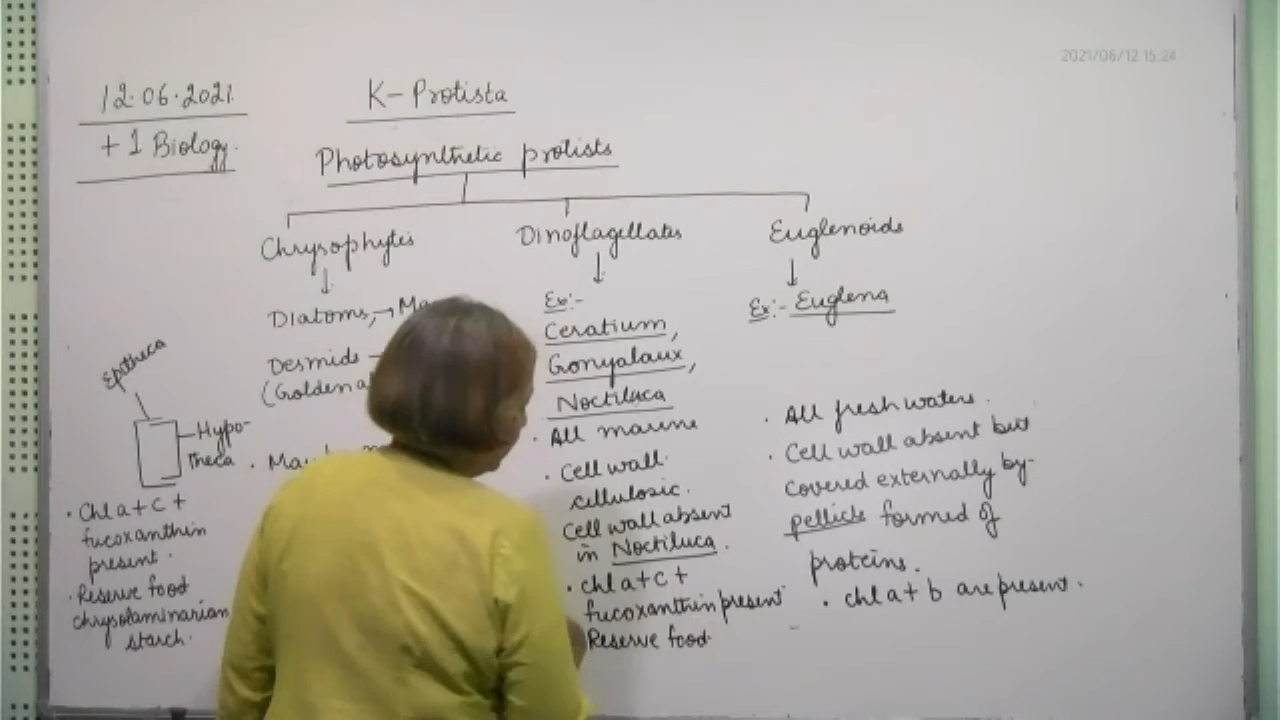 2021/06/12 15:24
12.06.2021.
+1 Biology.
K-Protista
Photosynthetic protists
Chrysophytes
Diatoms, → Ma
Desmids –
(Golden a
Epitheca
Hypo-
theca
. Ma
. Chl a+c+
fucoxanthin
present.
. Reserve food
chrysolaminarian
starch.
Dinoflagellates
Ex:-
Ceratium,
Gonyalaux,
Noctiluca
. All marine
. Cell wall
cellulosic.
Cell wall absent
in Noctiluca.
. chl a+c+
fucoxanthin present
Reserve food
Euglenoids
Ex:- Euglena
. All fresh waters.
. Cell wall absent but
covered externally by-
pellicle formed of
proteins.
. chl a+ b are present.